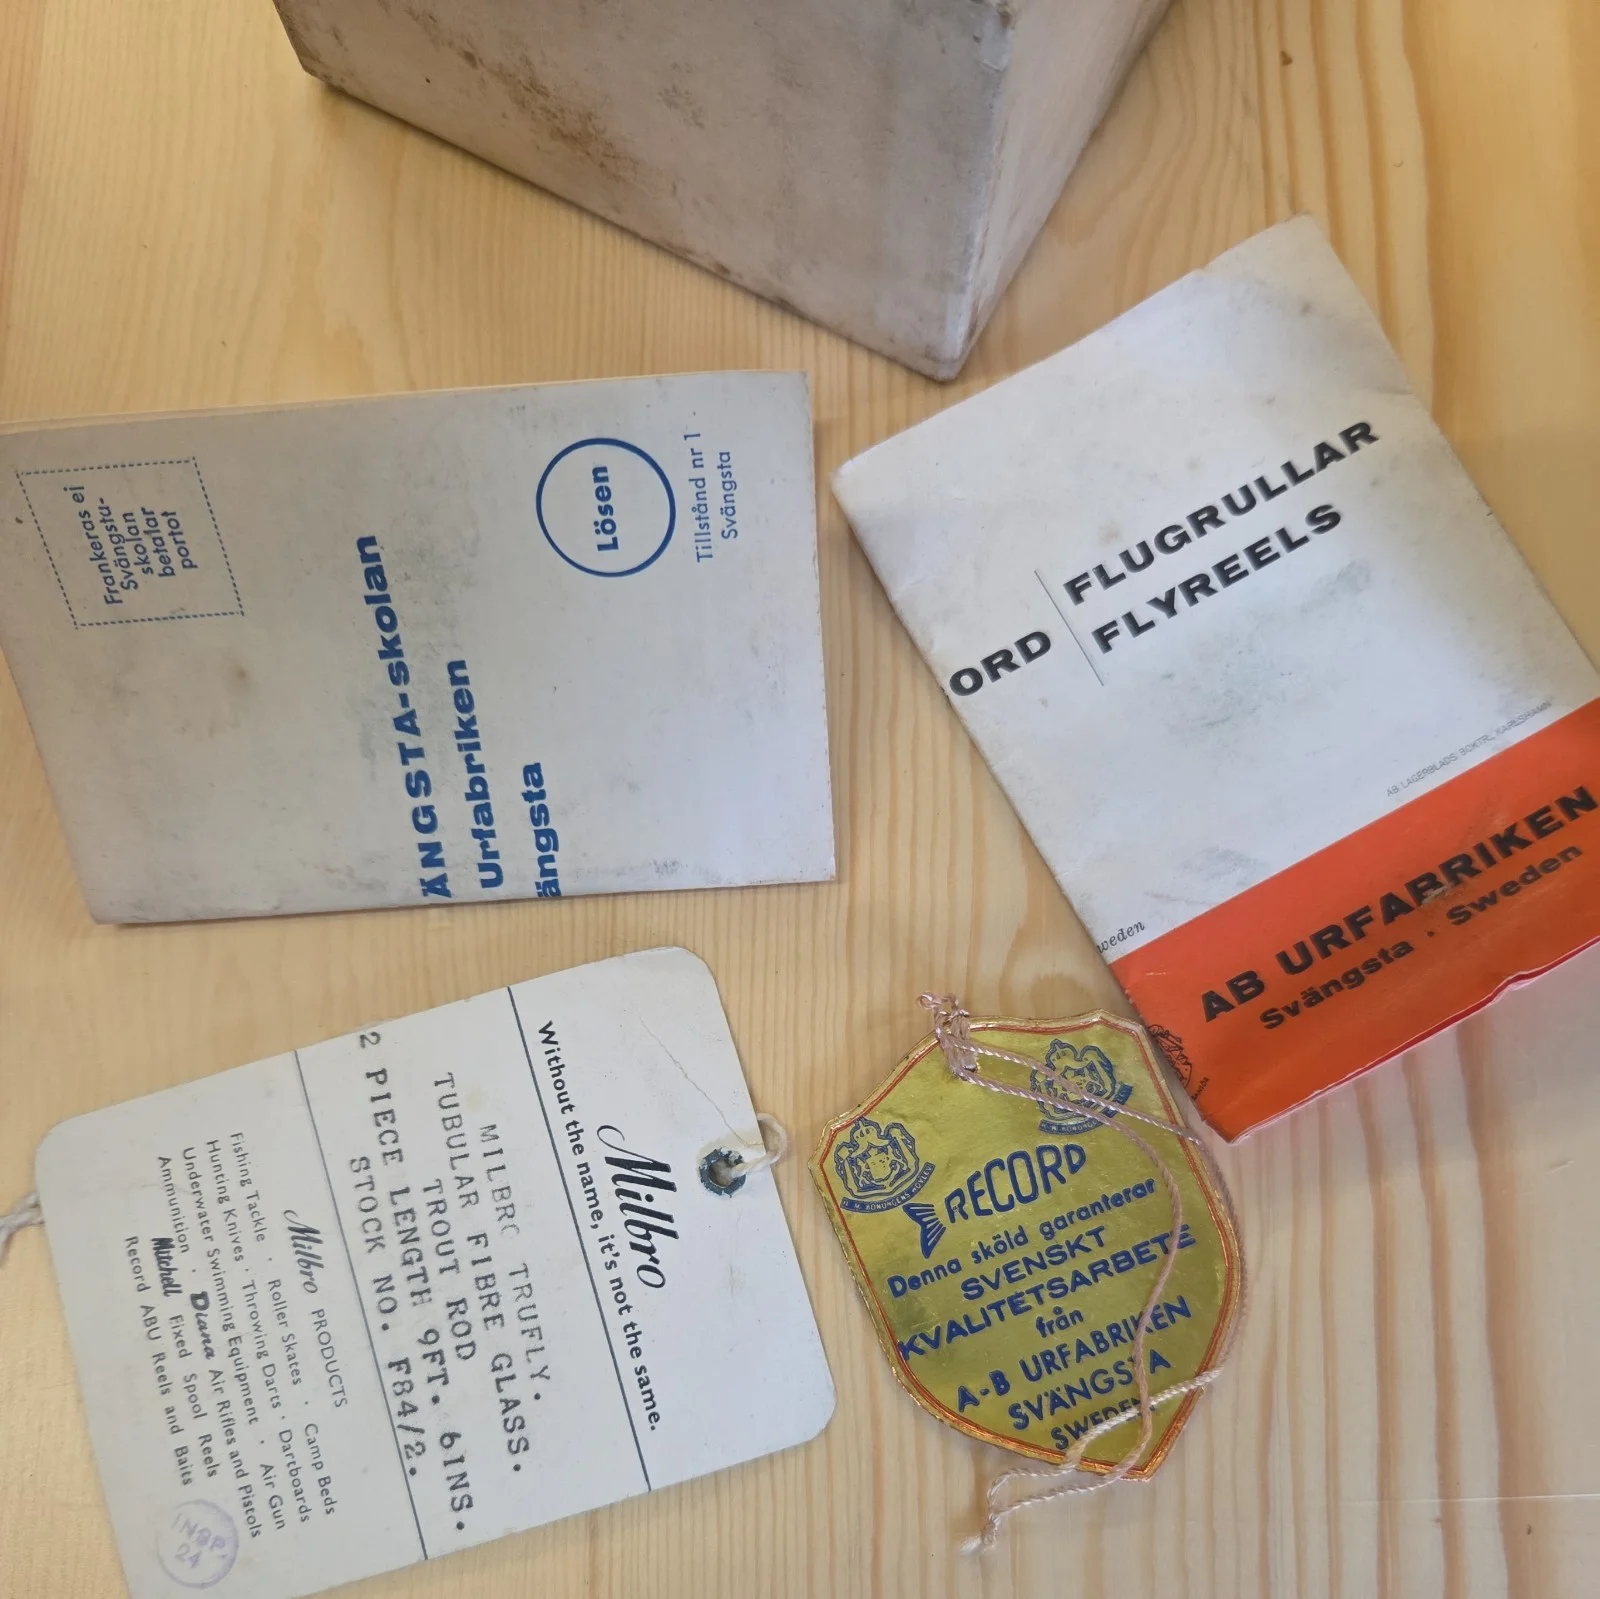 Frankeras ei
Svängsta-
skolan
betalar
portot
ÄNGSTA-skolan
Urfabriken
ängsta
Lösen
Tillstånd nr 1
Svängsta
ORD
FLUGRULLAR
FLYREELS
AB LAGERBLADS BOKTR., KARLSHAMN
weden
AB URFABRIKEN
Svängsta · Sweden
Milbro
Without the name, it's not the same.
MILBRO TRUFLY.
TUBULAR FIBRE GLASS.
TROUT ROD
2 PIECE LENGTH 9FT. 6INS.
STOCK NO. F84/2.
Milbro PRODUCTS
Fishing Tackle · Roller Skates · Camp Beds
Hunting Knives · Throwing Darts · Dartboards
Underwater Swimming Equipment · Air Gun
Ammunition · Diana Air Rifles and Pistols
Mitchell Fixed Spool Reels
Record ABU Reels and Baits
RECORD
Denna sköld garanterar
SVENSKT
KVALITETSARBETE
från
A-B URFABRIKEN
SVÄNGSTA
SWEDEN